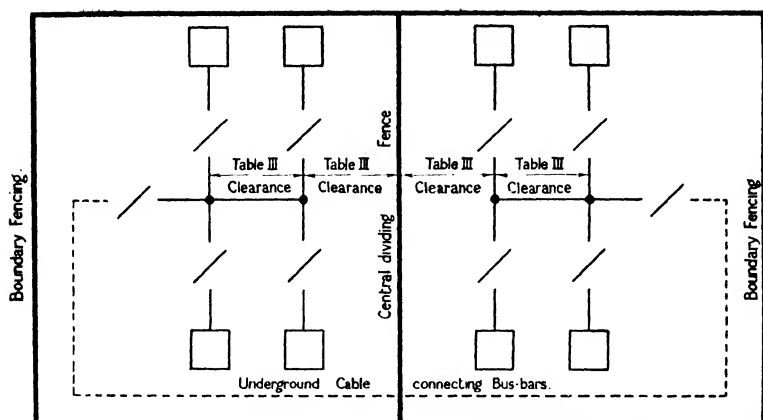 Boundary Fencing.
Table III
Clearance
Table III
Clearance
Fence
Central dividing
Table III
Clearance
Table III
Clearance
Boundary Fencing
Underground Cable connecting Bus-bars.